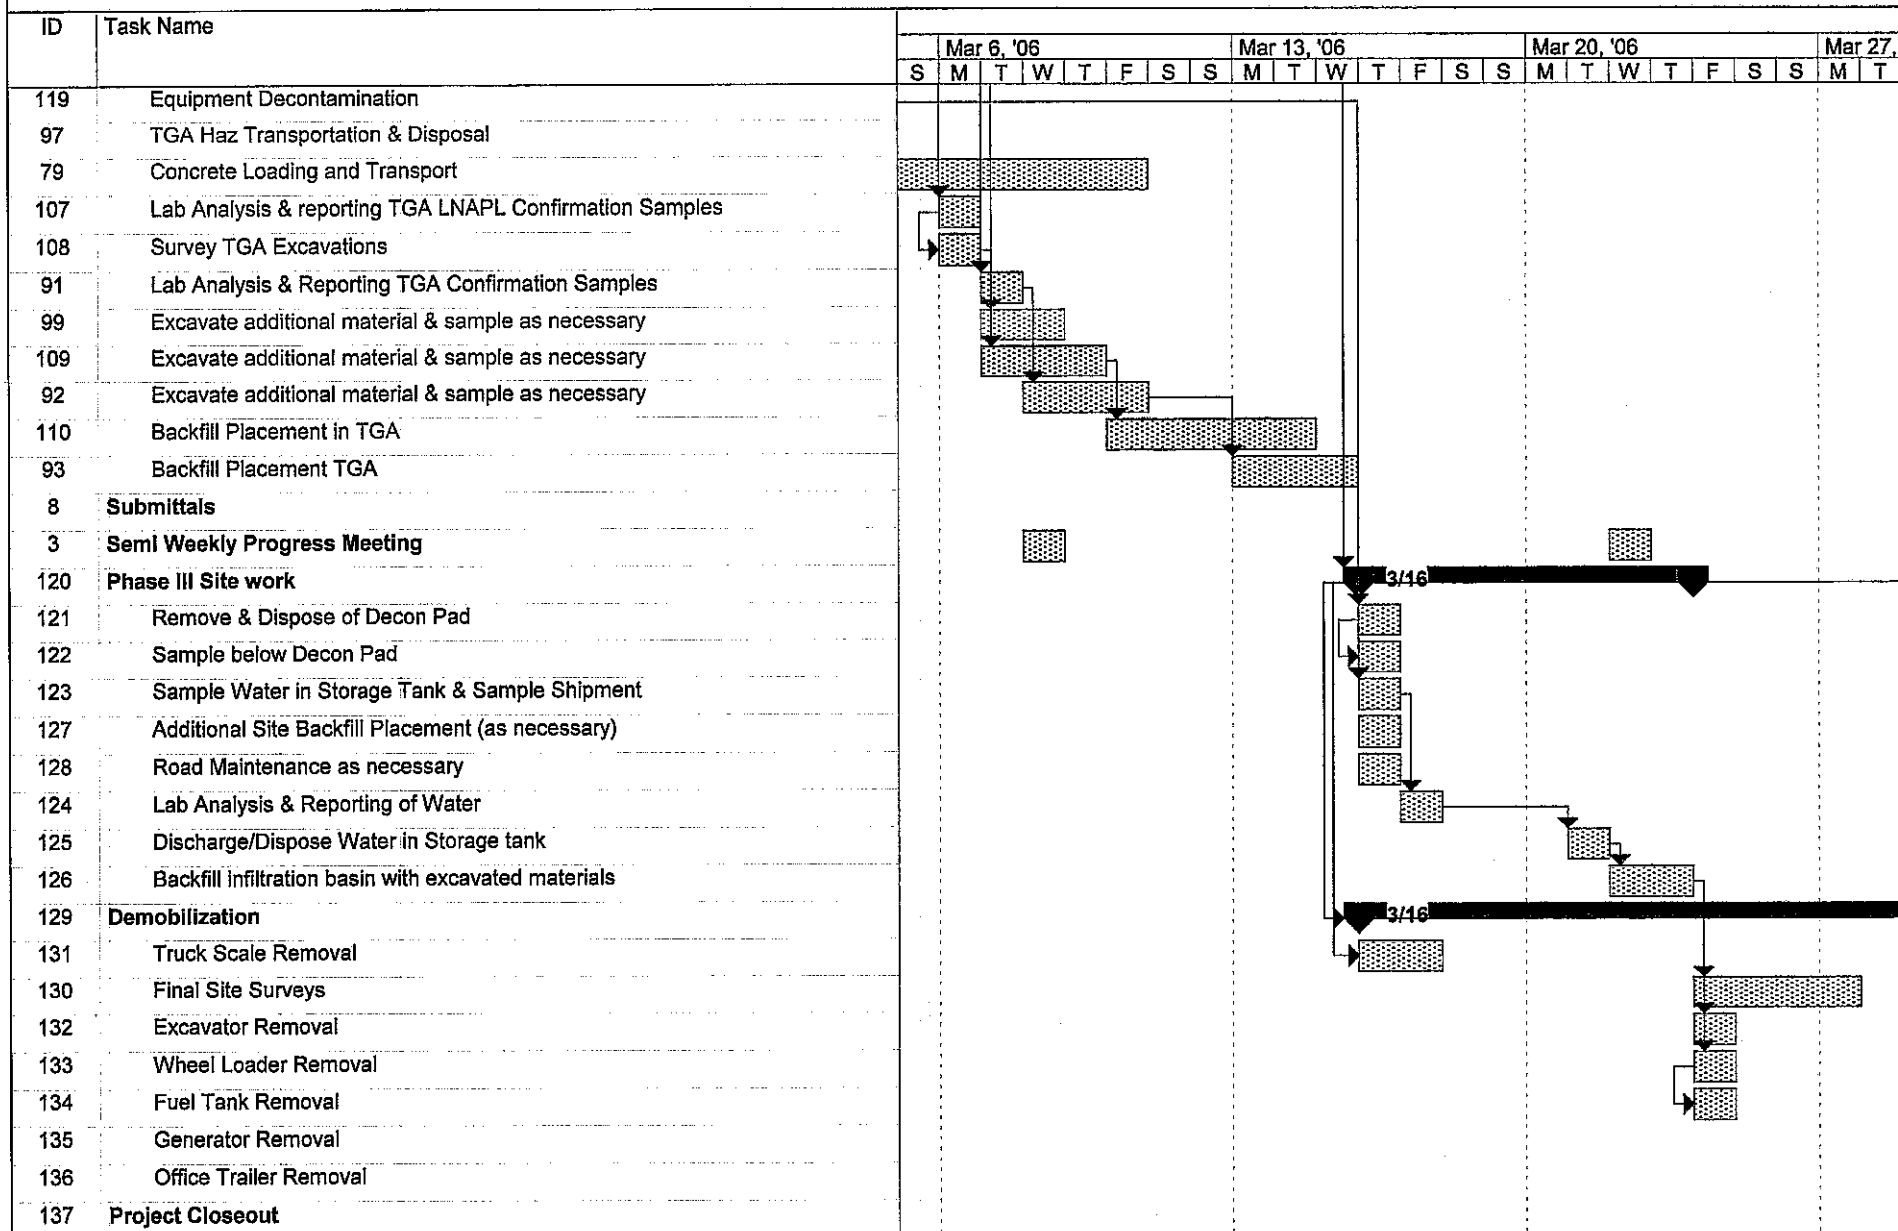 ID Task Name
Mar 6, '06 Mar 13, '06 Mar 20, '06 Mar 27,
S M T W T F S S M T W T F S S M T W T F S S M T
119 Equipment Decontamination
97 TGA Haz Transportation & Disposal
79 Concrete Loading and Transport
107 Lab Analysis & reporting TGA LNAPL Confirmation Samples
108 Survey TGA Excavations
91 Lab Analysis & Reporting TGA Confirmation Samples
99 Excavate additional material & sample as necessary
109 Excavate additional material & sample as necessary
92 Excavate additional material & sample as necessary
110 Backfill Placement in TGA
93 Backfill Placement TGA
8 Submittals
3 Semi Weekly Progress Meeting
120 Phase III Site work 3/16
121 Remove & Dispose of Decon Pad
122 Sample below Decon Pad
123 Sample Water in Storage Tank & Sample Shipment
127 Additional Site Backfill Placement (as necessary)
128 Road Maintenance as necessary
124 Lab Analysis & Reporting of Water
125 Discharge/Dispose Water in Storage tank
126 Backfill infiltration basin with excavated materials
129 Demobilization 3/16
131 Truck Scale Removal
130 Final Site Surveys
132 Excavator Removal
133 Wheel Loader Removal
134 Fuel Tank Removal
135 Generator Removal
136 Office Trailer Removal
137 Project Closeout